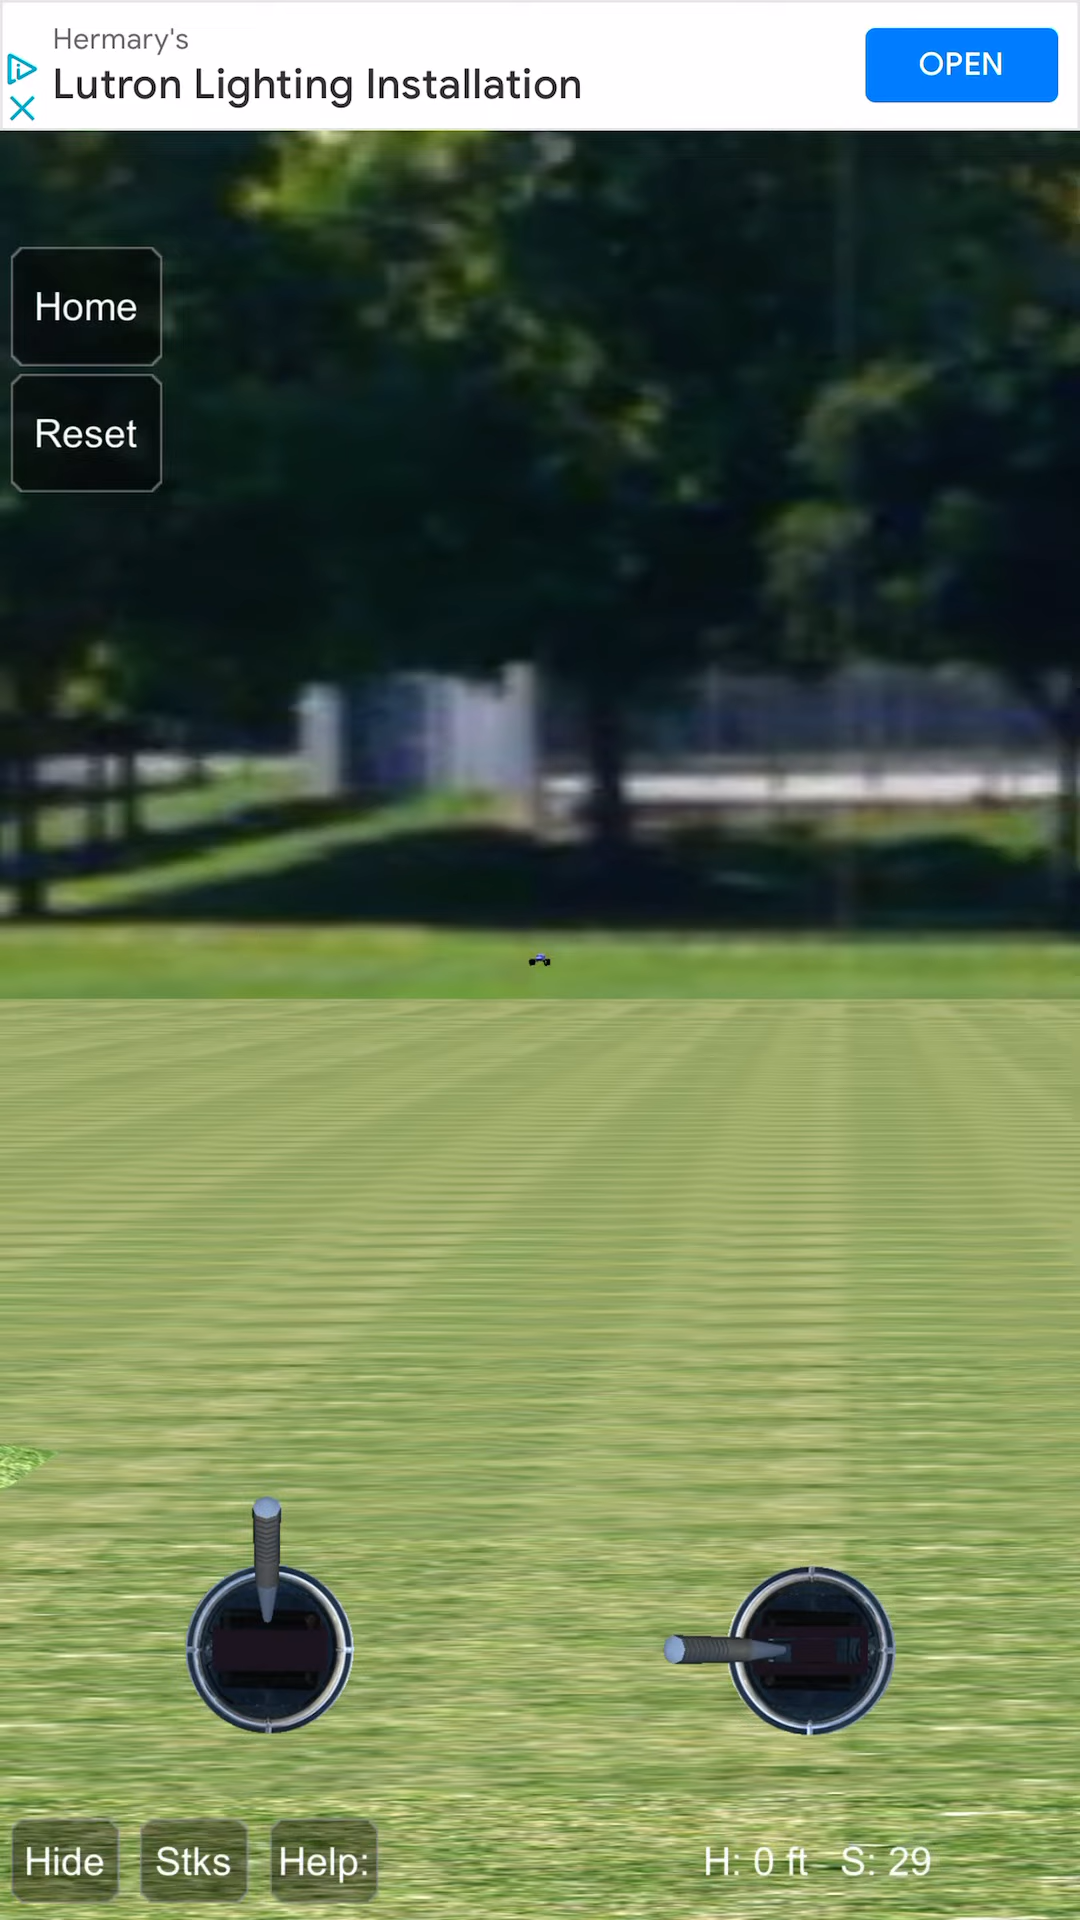 Hermary's
Lutron Lighting Installation
OPEN
Home
Reset
Hide Stks Help: H: 0 ft S: 29